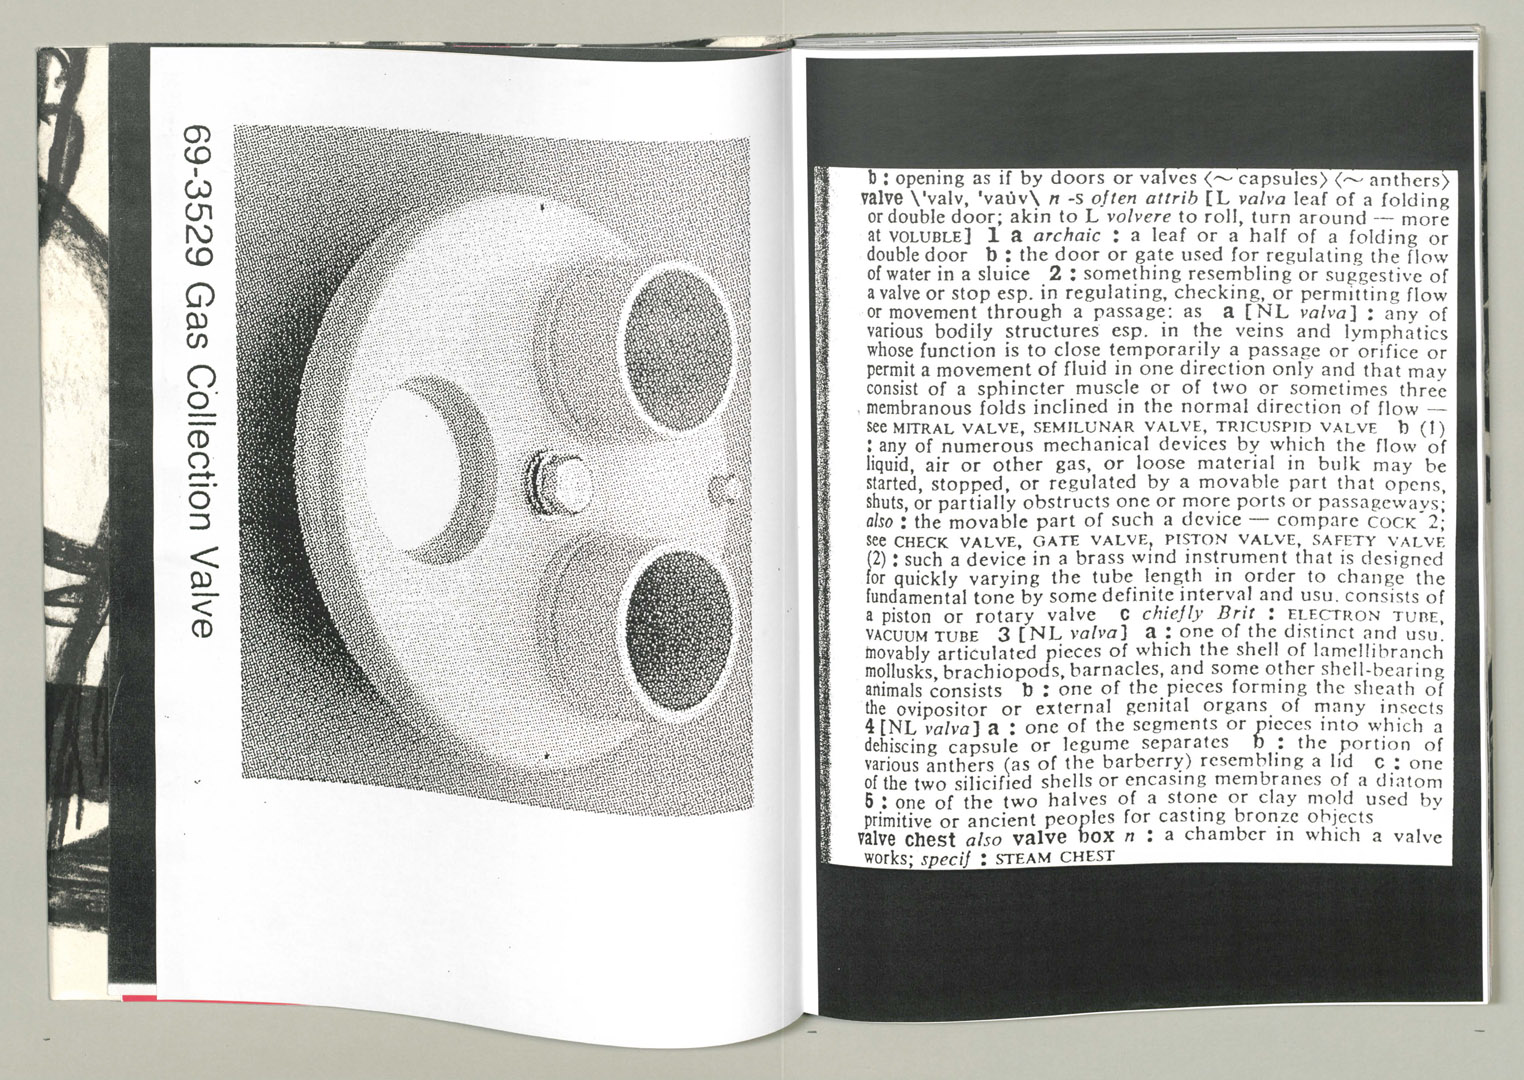 69-3529 Gas Collection Valve
b : opening as if by doors or valves ⟨~ capsules⟩ ⟨~ anthers⟩
valve \'valv, 'vau̇v\ n -s often attrib [L valva leaf of a folding
or double door; akin to L volvere to roll, turn around — more
at VOLUBLE] 1 a archaic : a leaf or a half of a folding or
double door b : the door or gate used for regulating the flow
of water in a sluice 2 : something resembling or suggestive of
a valve or stop esp. in regulating, checking, or permitting flow
or movement through a passage: as a [NL valva] : any of
various bodily structures esp. in the veins and lymphatics
whose function is to close temporarily a passage or orifice or
permit a movement of fluid in one direction only and that may
consist of a sphincter muscle or of two or sometimes three
membranous folds inclined in the normal direction of flow —
see MITRAL VALVE, SEMILUNAR VALVE, TRICUSPID VALVE b (1)
: any of numerous mechanical devices by which the flow of
liquid, air or other gas, or loose material in bulk may be
started, stopped, or regulated by a movable part that opens,
shuts, or partially obstructs one or more ports or passageways;
also : the movable part of such a device — compare COCK 2;
see CHECK VALVE, GATE VALVE, PISTON VALVE, SAFETY VALVE
(2) : such a device in a brass wind instrument that is designed
for quickly varying the tube length in order to change the
fundamental tone by some definite interval and usu. consists of
a piston or rotary valve c chiefly Brit : ELECTRON TUBE,
VACUUM TUBE 3 [NL valva] a : one of the distinct and usu.
movably articulated pieces of which the shell of lamellibranch
mollusks, brachiopods, barnacles, and some other shell-bearing
animals consists b : one of the pieces forming the sheath of
the ovipositor or external genital organs of many insects
4 [NL valva] a : one of the segments or pieces into which a
dehiscing capsule or legume separates b : the portion of
various anthers (as of the barberry) resembling a lid c : one
of the two silicified shells or encasing membranes of a diatom
5 : one of the two halves of a stone or clay mold used by
primitive or ancient peoples for casting bronze objects
valve chest also valve box n : a chamber in which a valve
works; specif : STEAM CHEST